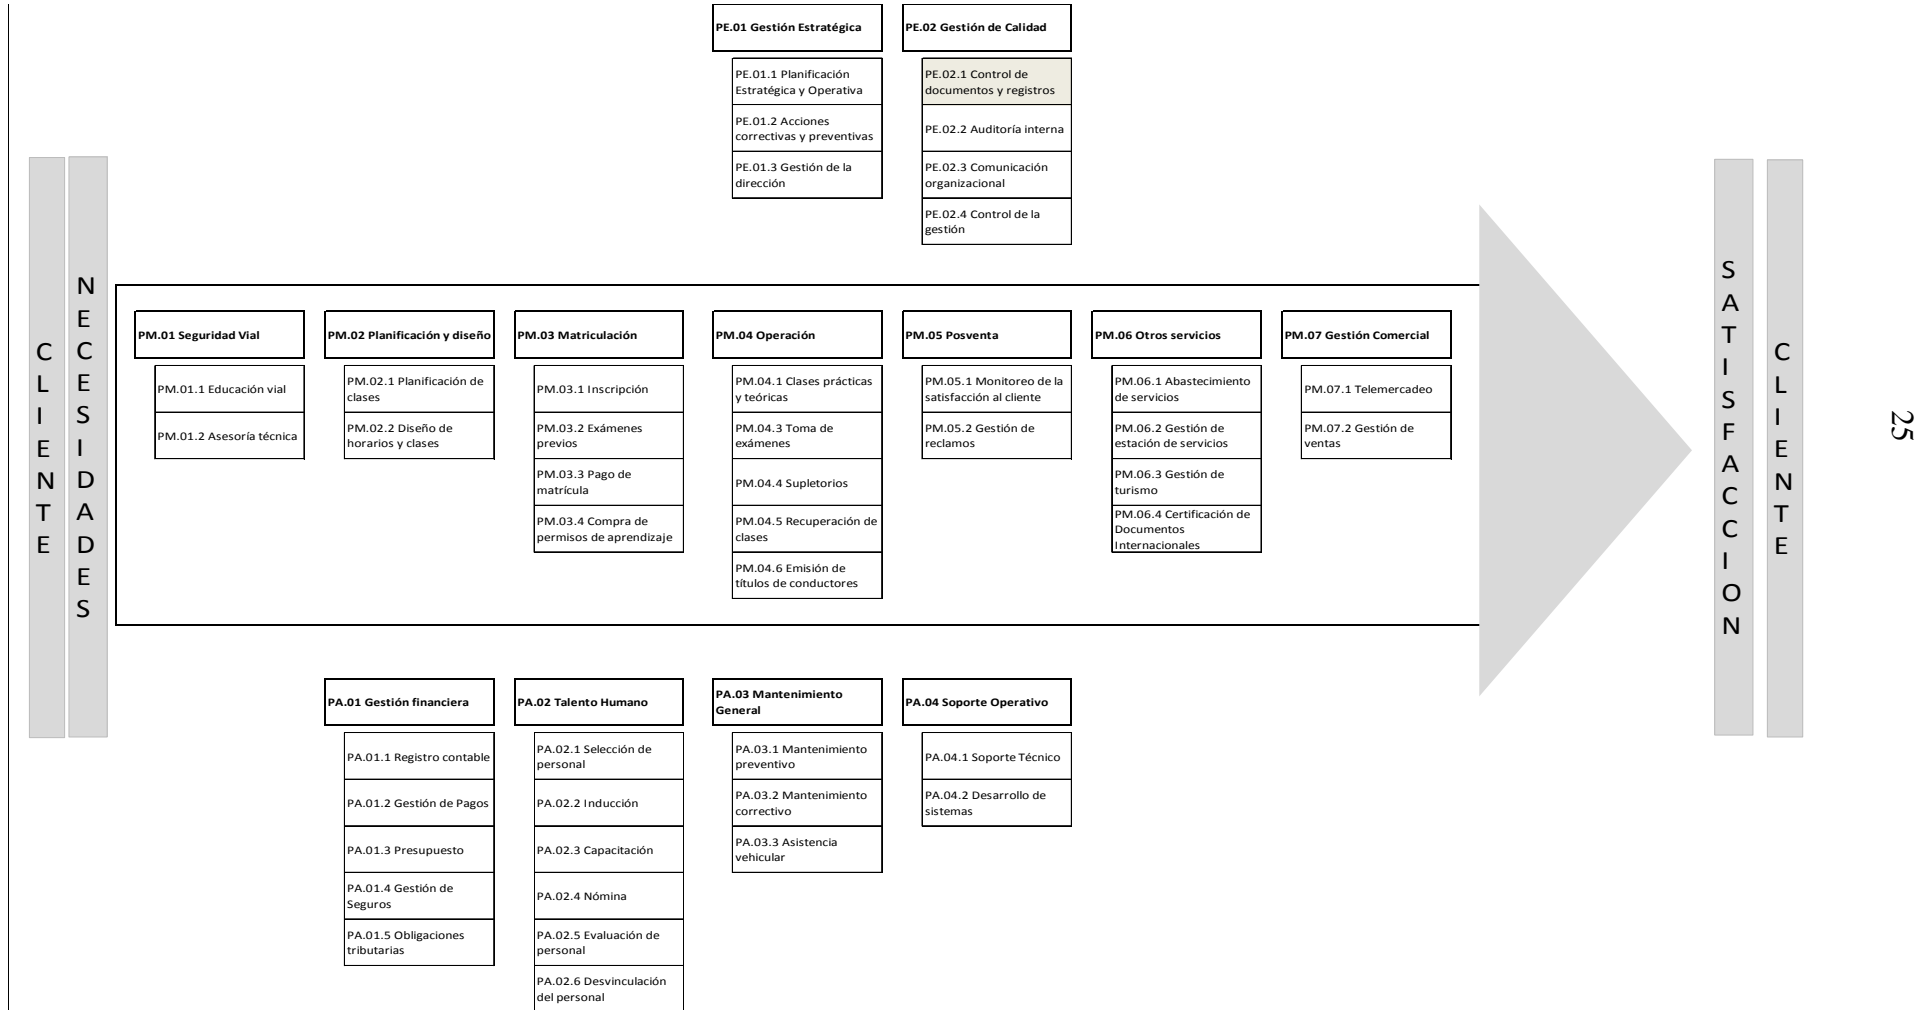 PE.01 Gestión Estratégica
PE.01.1 Planificación
Estratégica y Operativa
PE.01.2 Acciones
correctivas y preventivas
PE.01.3 Gestión de la
dirección
PE.02 Gestión de Calidad
PE.02.1 Control de
documentos y registros
PE.02.2 Auditoría interna
PE.02.3 Comunicación
organizacional
PE.02.4 Control de la
gestión
CLIENTE
NECESIDADES
PM.01 Seguridad Vial
PM.01.1 Educación vial
PM.01.2 Asesoría técnica
PM.02 Planificación y diseño
PM.02.1 Planificación de
clases
PM.02.2 Diseño de
horarios y clases
PM.03 Matriculación
PM.03.1 Inscripción
PM.03.2 Exámenes
previos
PM.03.3 Pago de
matrícula
PM.03.4 Compra de
permisos de aprendizaje
PM.04 Operación
PM.04.1 Clases prácticas
y teóricas
PM.04.3 Toma de
exámenes
PM.04.4 Supletorios
PM.04.5 Recuperación de
clases
PM.04.6 Emisión de
títulos de conductores
PM.05 Posventa
PM.05.1 Monitoreo de la
satisfacción al cliente
PM.05.2 Gestión de
reclamos
PM.06 Otros servicios
PM.06.1 Abastecimiento
de servicios
PM.06.2 Gestión de
estación de servicios
PM.06.3 Gestión de
turismo
PM.06.4 Certificación de
Documentos
Internacionales
PM.07 Gestión Comercial
PM.07.1 Telemercadeo
PM.07.2 Gestión de
ventas
SATISFACCION
CLIENTE
25
PA.01 Gestión financiera
PA.01.1 Registro contable
PA.01.2 Gestión de Pagos
PA.01.3 Presupuesto
PA.01.4 Gestión de
Seguros
PA.01.5 Obligaciones
tributarias
PA.02 Talento Humano
PA.02.1 Selección de
personal
PA.02.2 Inducción
PA.02.3 Capacitación
PA.02.4 Nómina
PA.02.5 Evaluación de
personal
PA.02.6 Desvinculación
del personal
PA.03 Mantenimiento
General
PA.03.1 Mantenimiento
preventivo
PA.03.2 Mantenimiento
correctivo
PA.03.3 Asistencia
vehicular
PA.04 Soporte Operativo
PA.04.1 Soporte Técnico
PA.04.2 Desarrollo de
sistemas